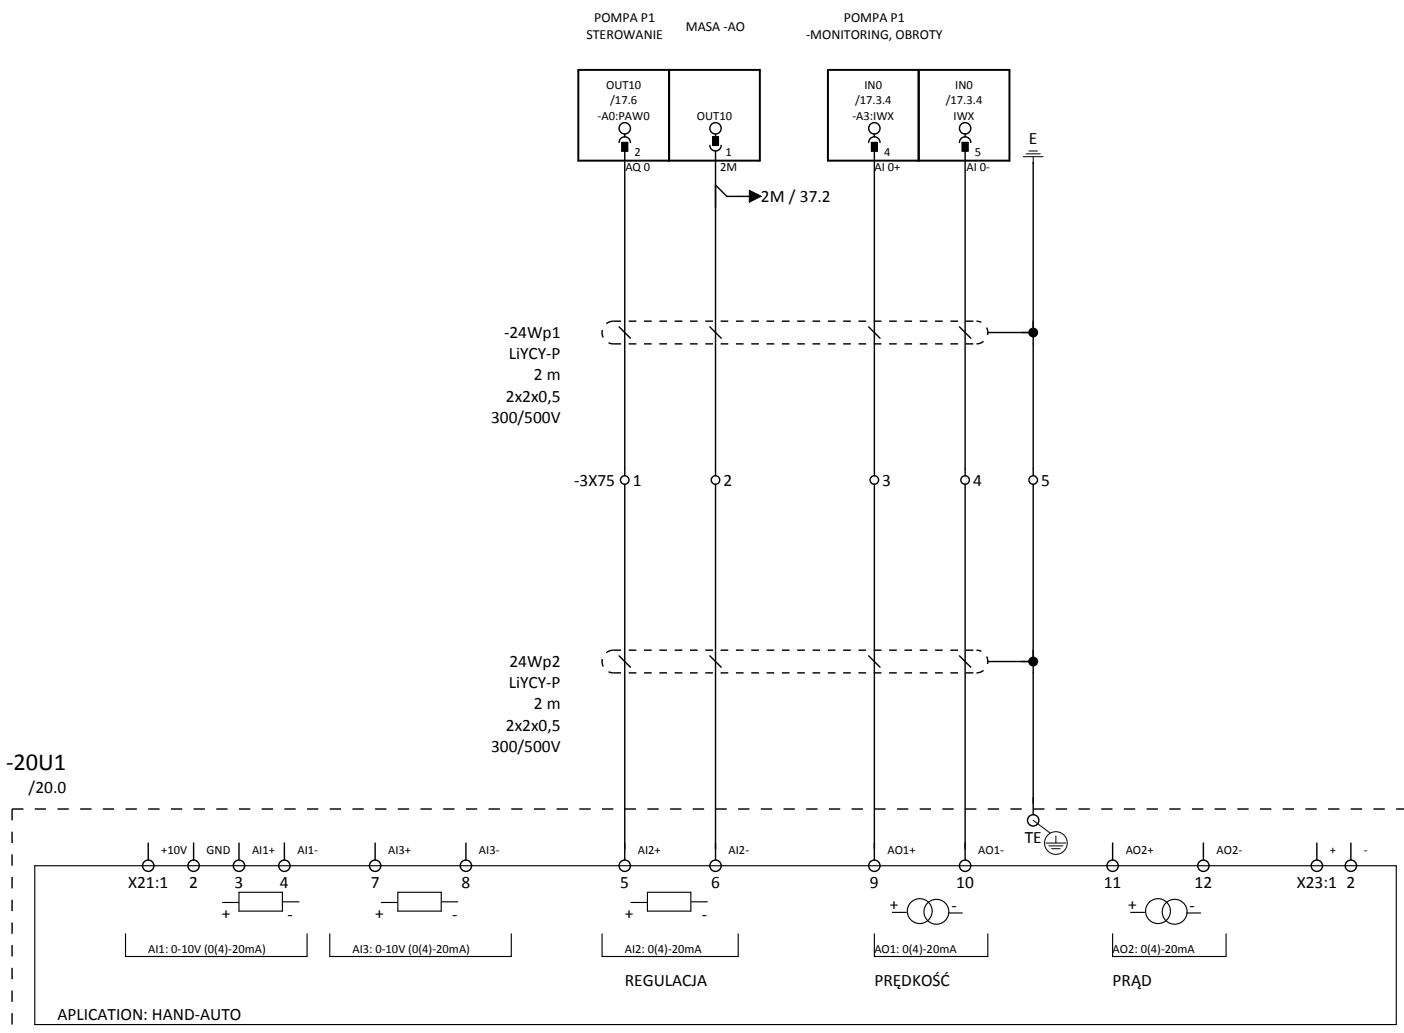 POMPA P1
STEROWANIE
MASA -AO
POMPA P1
-MONITORING, OBROTY
OUT10
/17.6
-A0:PAW0
2
AQ 0
OUT10
1
2M
IN0
/17.3.4
-A3:IWX
4
AI 0+
IN0
/17.3.4
IWX
5
AI 0-
E
2M / 37.2
-24Wp1
LiYCY-P
2 m
2x2x0,5
300/500V
-3X75 1 2 3 4 5
24Wp2
LiYCY-P
2 m
2x2x0,5
300/500V
-20U1
/20.0
TE
+10V GND AI1+ AI1- AI3+ AI3- AI2+ AI2- AO1+ AO1- AO2+ AO2- + -
X21:1 2 3 4 7 8 5 6 9 10 11 12 X23:1 2
+ - + - + - + - + -
AI1: 0-10V (0(4)-20mA) AI3: 0-10V (0(4)-20mA) AI2: 0(4)-20mA AO1: 0(4)-20mA AO2: 0(4)-20mA
REGULACJA PRĘDKOŚĆ PRĄD
APLICATION: HAND-AUTO